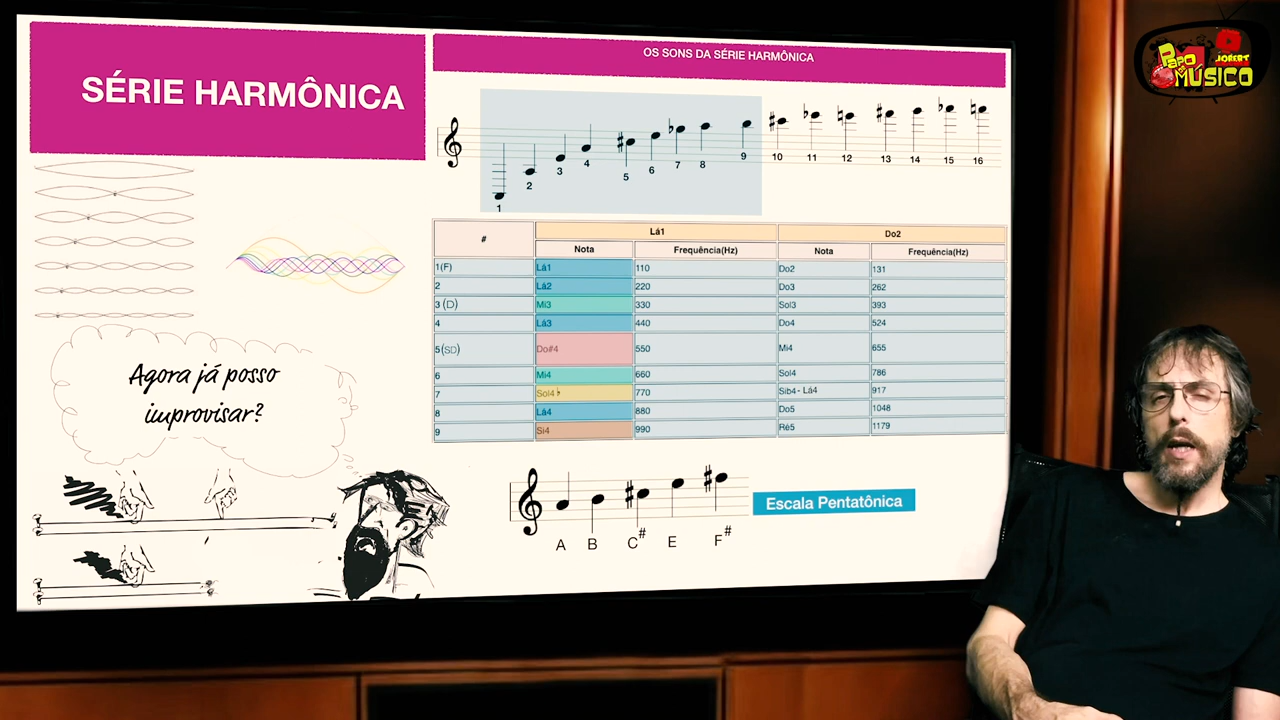 SÉRIE HARMÔNICA
OS SONS DA SÉRIE HARMÔNICA
PAPO
JOBERT
MÚSICO
1 2 3 4 5 6 7 8 9 10 11 12 13 14 15 16
# Lá1 Do2
Nota Frequência(Hz) Nota Frequência(Hz)
1(F) Lá1 110 Do2 131
2 Lá2 220 Do3 262
3 (D) Mi3 330 Sol3 393
4 Lá3 440 Do4 524
5(SD) Do#4 550 Mi4 655
6 Mi4 660 Sol4 786
7 Sol4 ♭ 770 Sib4 - Lá4 917
8 Lá4 880 Do5 1048
9 Si4 990 Ré5 1179
Agora já posso
improvisar?
A B C# E F#
Escala Pentatônica